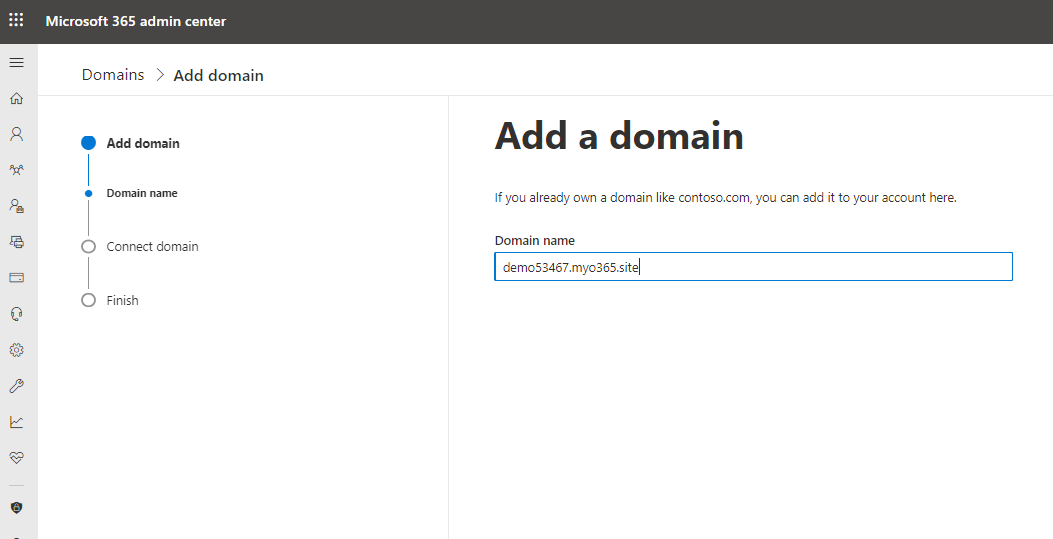 Microsoft 365 admin center
Domains > Add domain
Add domain
Domain name
Connect domain
Finish
Add a domain
If you already own a domain like contoso.com, you can add it to your account here.
Domain name
demo53467.myo365.site